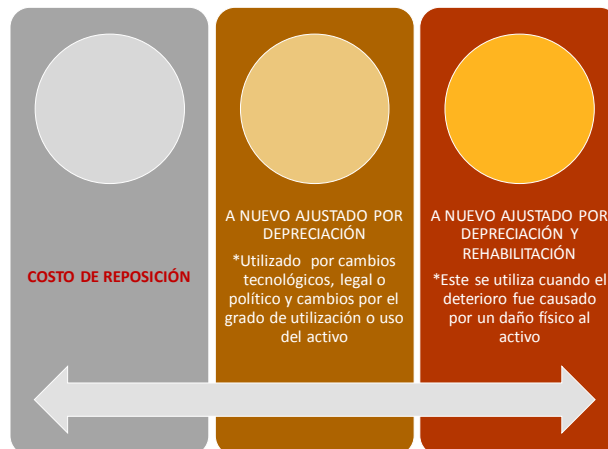 COSTO DE REPOSICIÓN
A NUEVO AJUSTADO POR
DEPRECIACIÓN
*Utilizado por cambios
tecnológicos, legal o
político y cambios por el
grado de utilización o uso
del activo
A NUEVO AJUSTADO POR
DEPRECIACIÓN Y
REHABILITACIÓN
*Este se utiliza cuando el
deterioro fue causado
por un daño físico al
activo